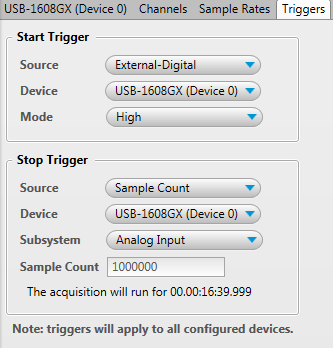 USB-1608GX (Device 0) Channels Sample Rates Triggers
Start Trigger
Source External-Digital
Device USB-1608GX (Device 0)
Mode High
Stop Trigger
Source Sample Count
Device USB-1608GX (Device 0)
Subsystem Analog Input
Sample Count 1000000
The acquisition will run for 00.00:16:39.999
Note: triggers will apply to all configured devices.